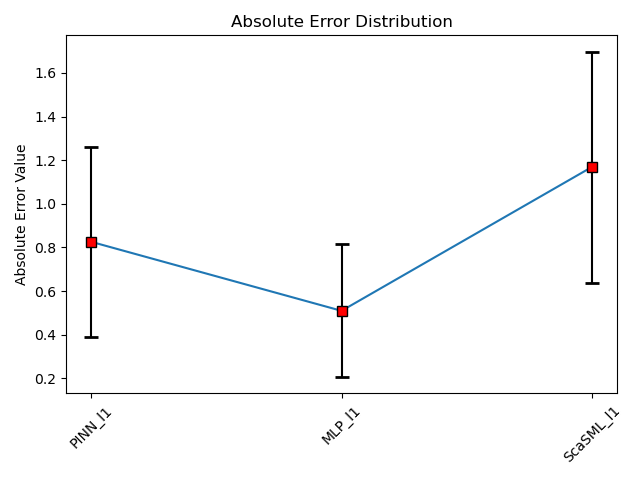 Absolute Error Distribution
Absolute Error Value
1.6
1.4
1.2
1.0
0.8
0.6
0.4
0.2
PINN_l1
MLP_l1
ScaSML_l1